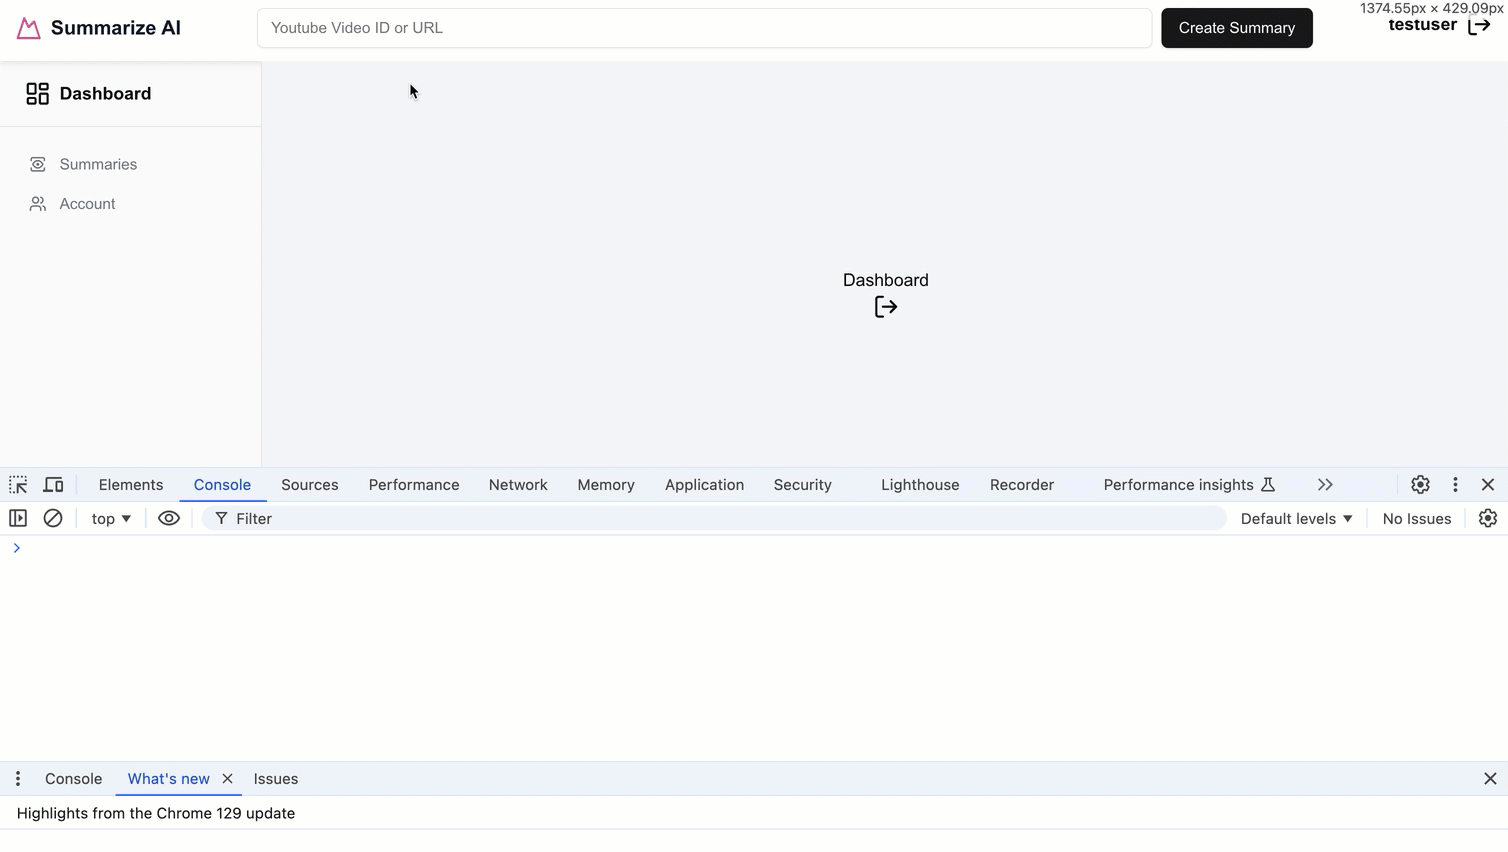 1374.55px × 429.09px
Summarize AI
Youtube Video ID or URL
Create Summary
testuser
Dashboard
Summaries
Account
Dashboard
Elements
Console
Sources
Performance
Network
Memory
Application
Security
Lighthouse
Recorder
Performance insights
top
Filter
Default levels
No Issues
Console
What's new
Issues
Highlights from the Chrome 129 update